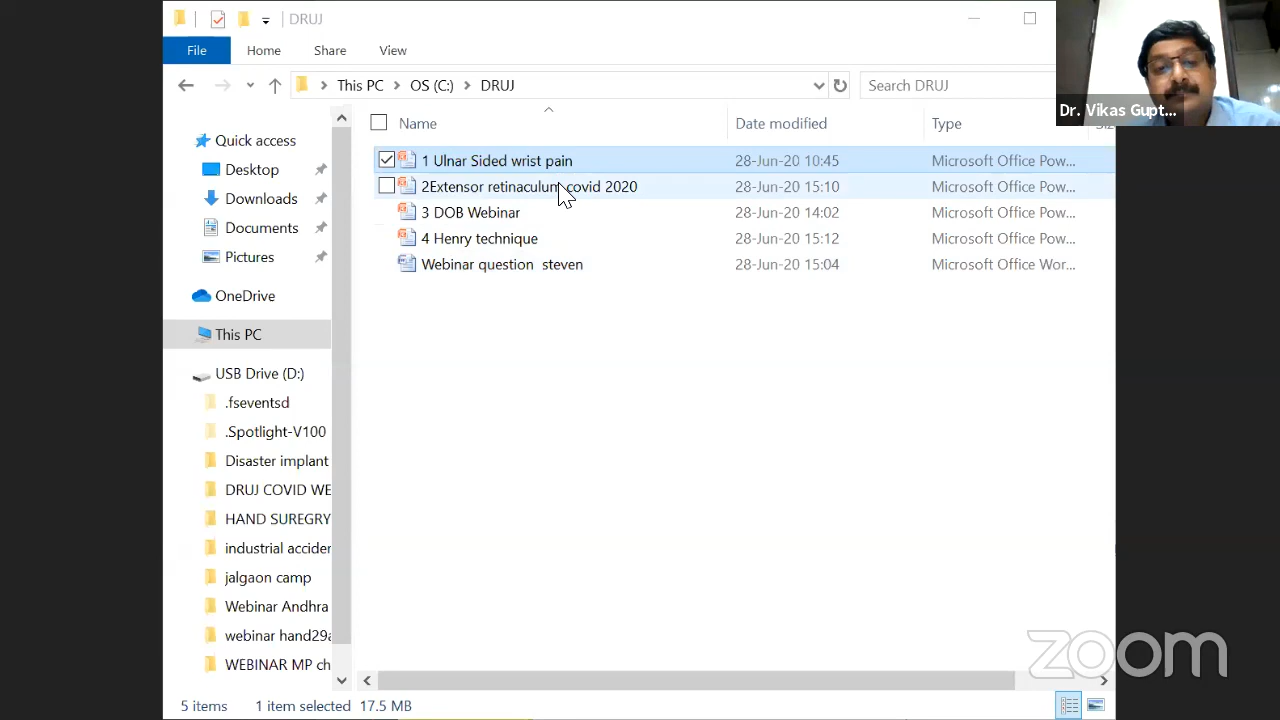 DRUJ
File Home Share View
This PC > OS (C:) > DRUJ
Search DRUJ
Dr. Vikas Gupt...
Name Date modified Type
Quick access
Desktop
Downloads
Documents
Pictures
OneDrive
This PC
USB Drive (D:)
.fseventsd
.Spotlight-V100
Disaster implant
DRUJ COVID WE
HAND SUREGRY
industrial accider
jalgaon camp
Webinar Andhra
webinar hand29a
WEBINAR MP ch
1 Ulnar Sided wrist pain 28-Jun-20 10:45 Microsoft Office Pow...
2Extensor retinaculum covid 2020 28-Jun-20 15:10 Microsoft Office Pow...
3 DOB Webinar 28-Jun-20 14:02 Microsoft Office Pow...
4 Henry technique 28-Jun-20 15:12 Microsoft Office Pow...
Webinar question steven 28-Jun-20 15:04 Microsoft Office Wor...
5 items 1 item selected 17.5 MB
zoom